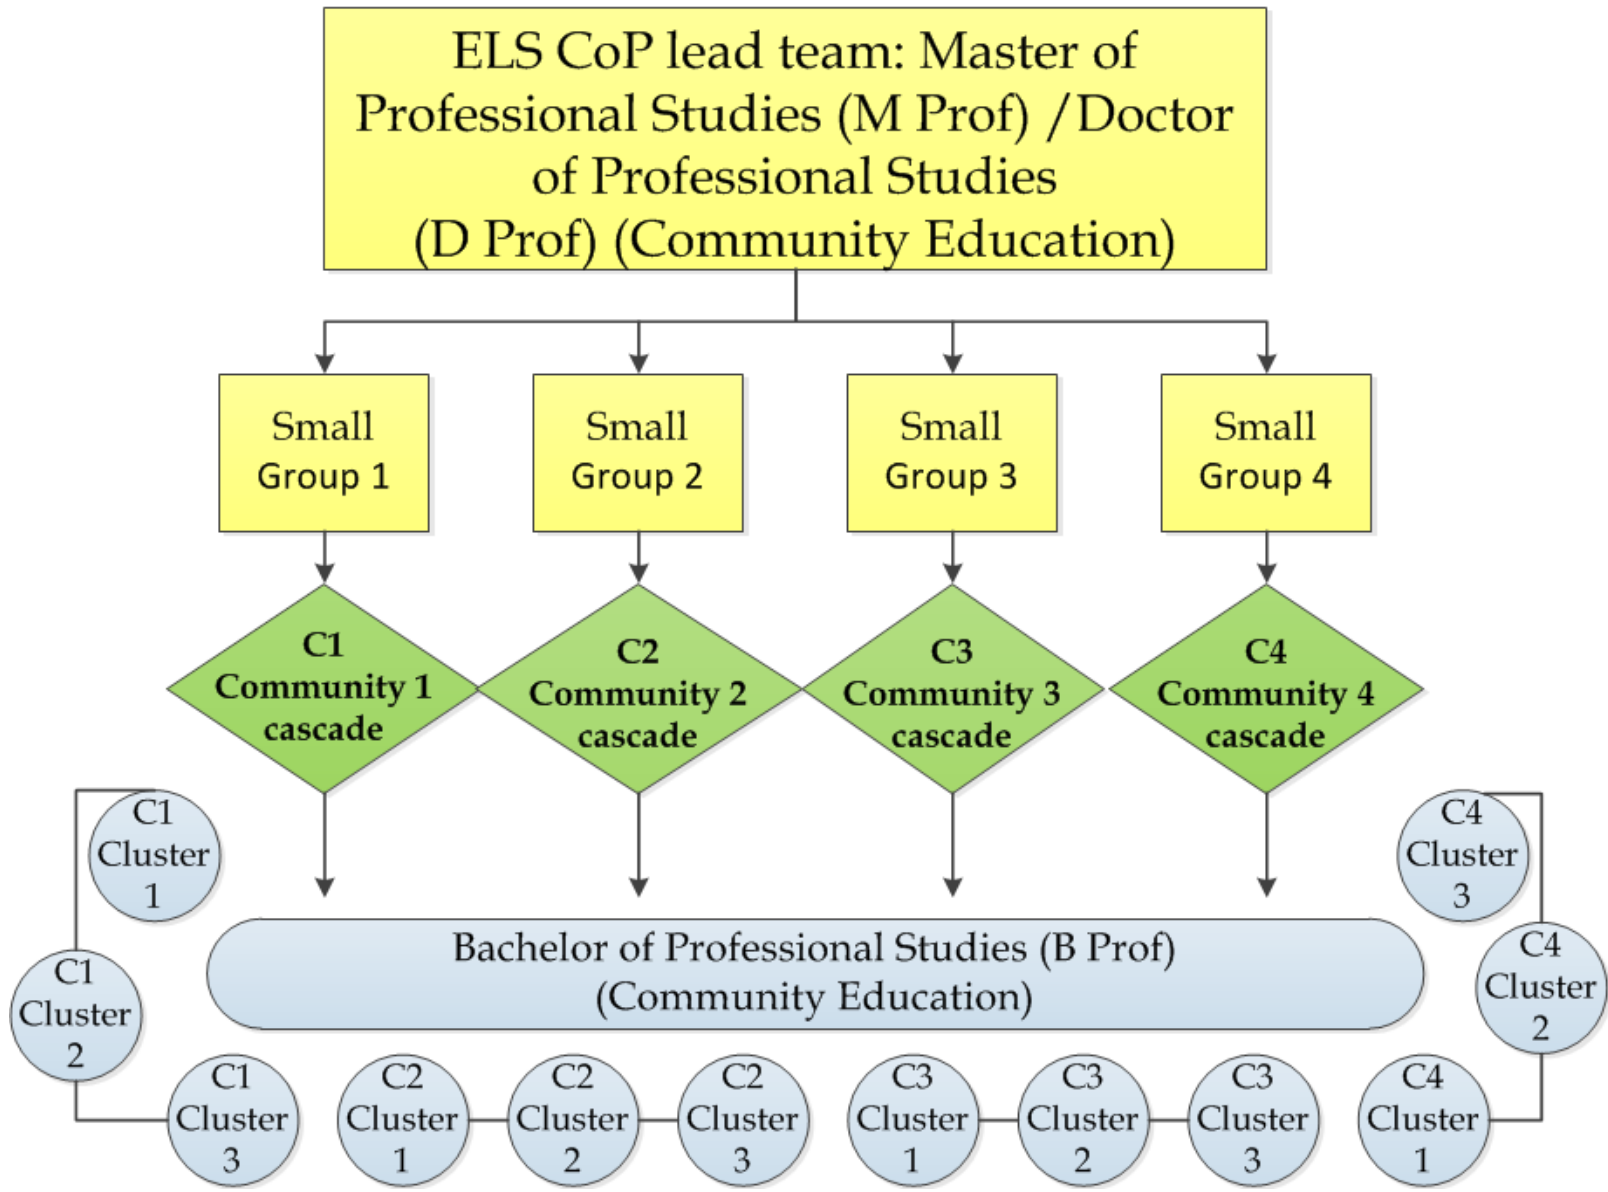 ELS CoP lead team: Master of
Professional Studies (M Prof) /Doctor
of Professional Studies
(D Prof) (Community Education)
Small
Group 1
Small
Group 2
Small
Group 3
Small
Group 4
C1
Community 1
cascade
C2
Community 2
cascade
C3
Community 3
cascade
C4
Community 4
cascade
C1
Cluster
1
C4
Cluster
3
Bachelor of Professional Studies (B Prof)
(Community Education)
C1
Cluster
2
C4
Cluster
2
C1
Cluster
3
C2
Cluster
1
C2
Cluster
2
C2
Cluster
3
C3
Cluster
1
C3
Cluster
2
C3
Cluster
3
C4
Cluster
1